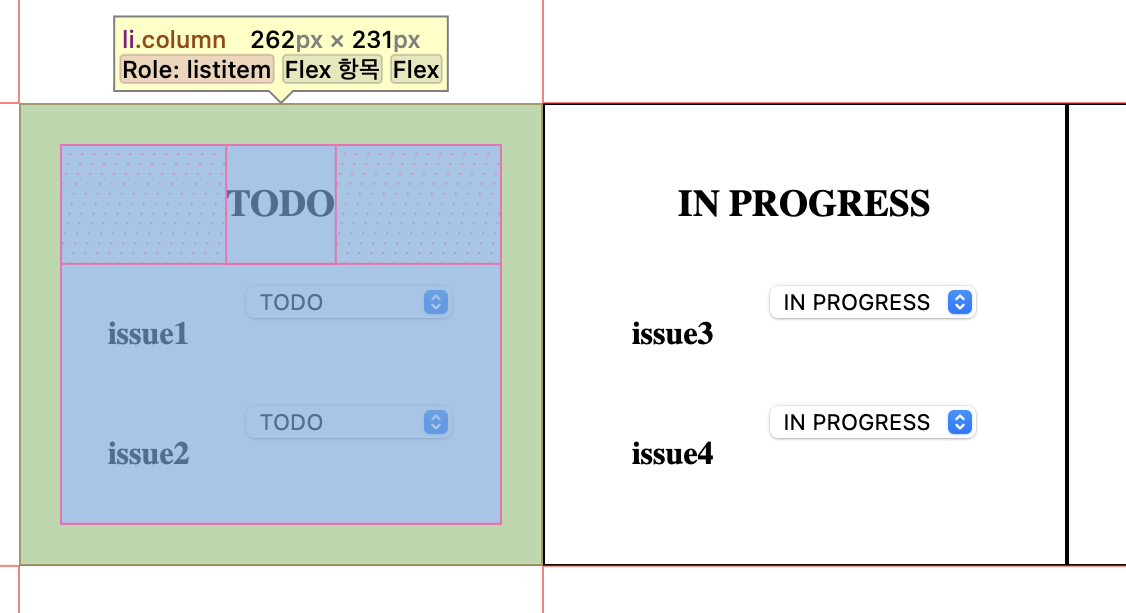 li.column 262px × 231px
Role: listitem Flex 항목 Flex
TODO
TODO
issue1
TODO
issue2
IN PROGRESS
IN PROGRESS
issue3
IN PROGRESS
issue4